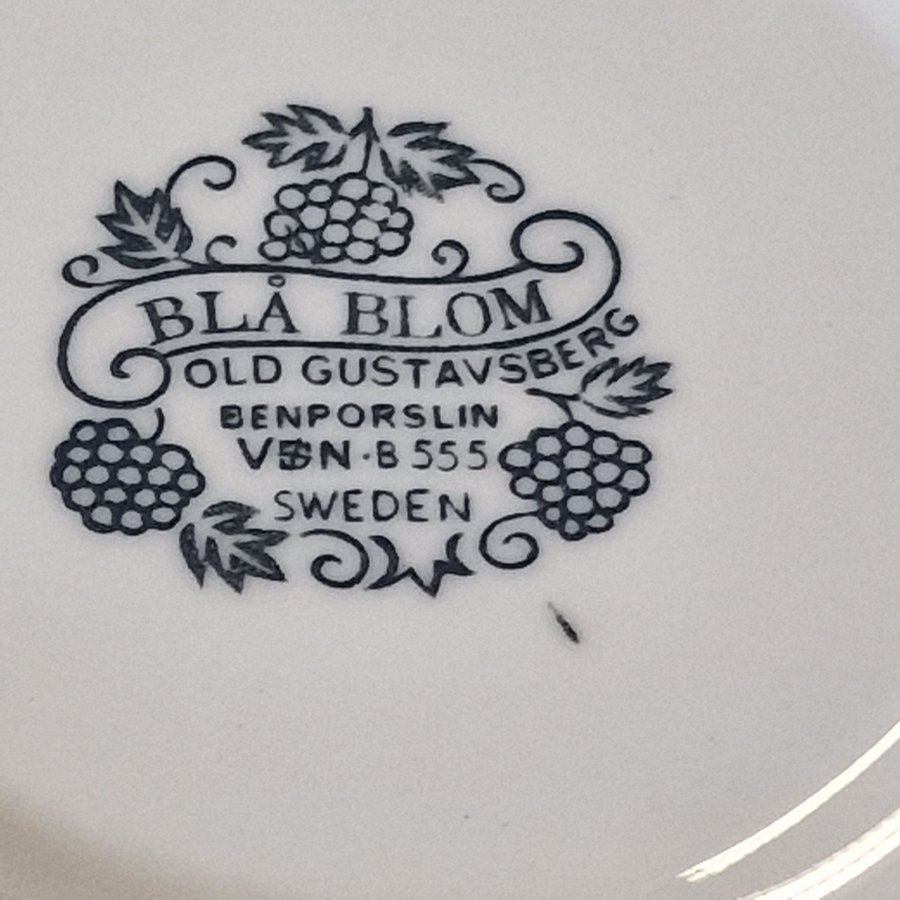 BLÅ BLOM
OLD GUSTAVSBERG
BENPORSLIN
B 555
SWEDEN